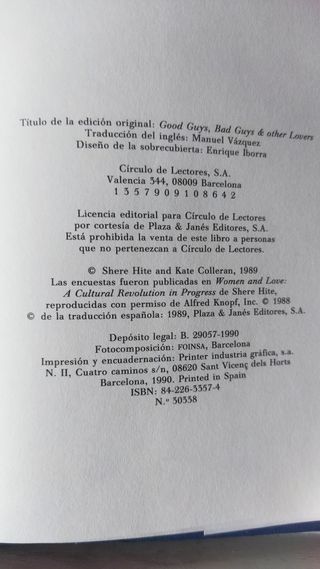 Título de la edición original: Good Guys, Bad Guys & other Lovers
Traducción del inglés: Manuel Vázquez
Diseño de la sobrecubierta: Enrique Iborra
Círculo de Lectores, S.A.
Valencia 344, 08009 Barcelona
1 3 5 7 9 0 9 1 0 8 6 4 2
Licencia editorial para Círculo de Lectores
por cortesía de Plaza & Janés Editores, S.A.
Está prohibida la venta de este libro a personas
que no pertenezcan a Círculo de Lectores.
© Shere Hite and Kate Colleran, 1989
Las encuestas fueron publicadas en Women and Love:
A Cultural Revolution in Progress de Shere Hite,
reproducidas con permiso de Alfred Knopf, Inc. © 1988
© de la traducción española: 1989, Plaza & Janés Editores, S.A.
Depósito legal: B. 29057-1990
Fotocomposición: FOINSA, Barcelona
Impresión y encuadernación: Printer industria gráfica, s.a.
N. II, Cuatro caminos s/n, 08620 Sant Vicenç dels Horts
Barcelona, 1990. Printed in Spain
ISBN: 84-226-3357-4
N.º 30358